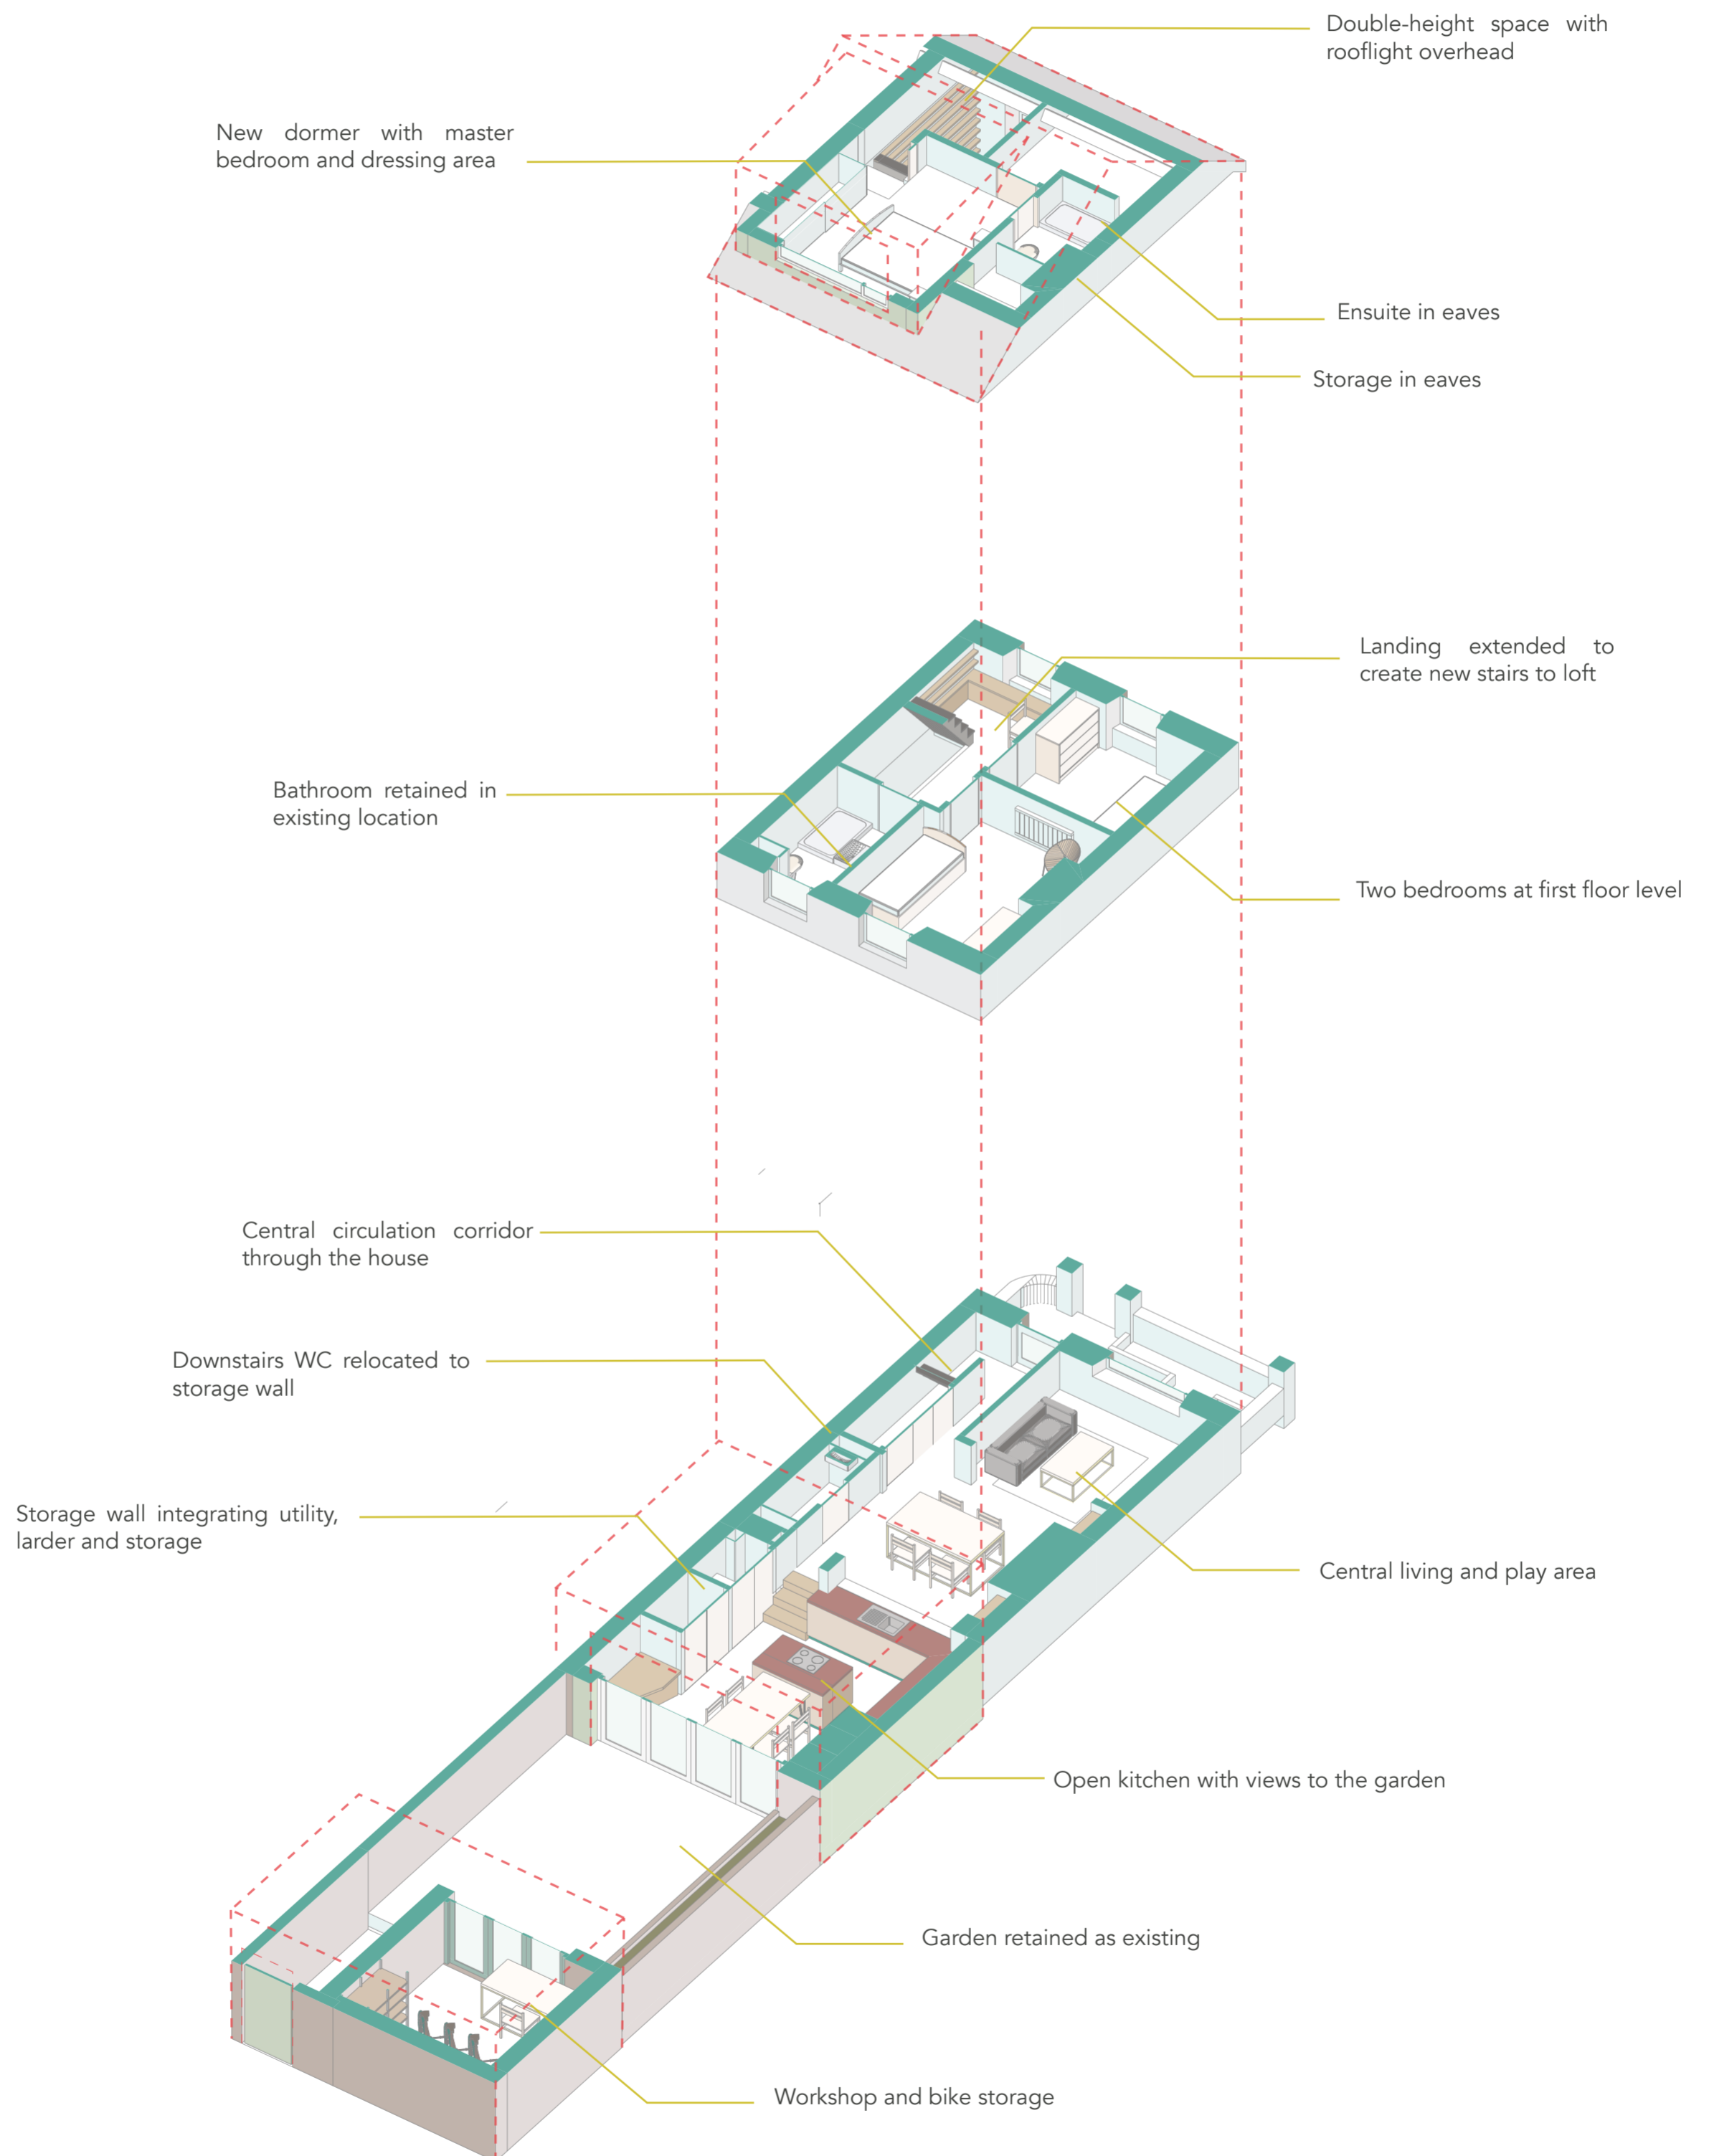 Double-height space with
rooflight overhead
New dormer with master
bedroom and dressing area
Ensuite in eaves
Storage in eaves
Landing extended to
create new stairs to loft
Bathroom retained in
existing location
Two bedrooms at first floor level
Central circulation corridor
through the house
Downstairs WC relocated to
storage wall
Storage wall integrating utility,
larder and storage
Central living and play area
Open kitchen with views to the garden
Garden retained as existing
Workshop and bike storage